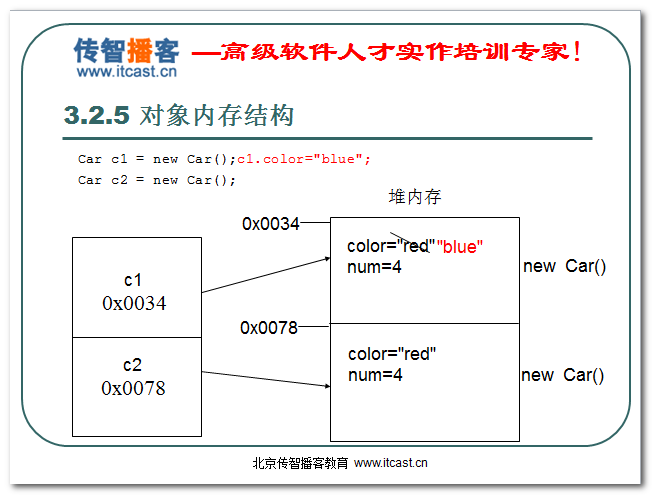 传智播客 —高级软件人才实作培训专家!
www.itcast.cn
3.2.5 对象内存结构
Car c1 = new Car();c1.color="blue";
Car c2 = new Car();
堆内存
0x0034
color="red" "blue"
num=4
new Car()
c1
0x0034
0x0078
c2
0x0078
color="red"
num=4
new Car()
北京传智播客教育 www.itcast.cn